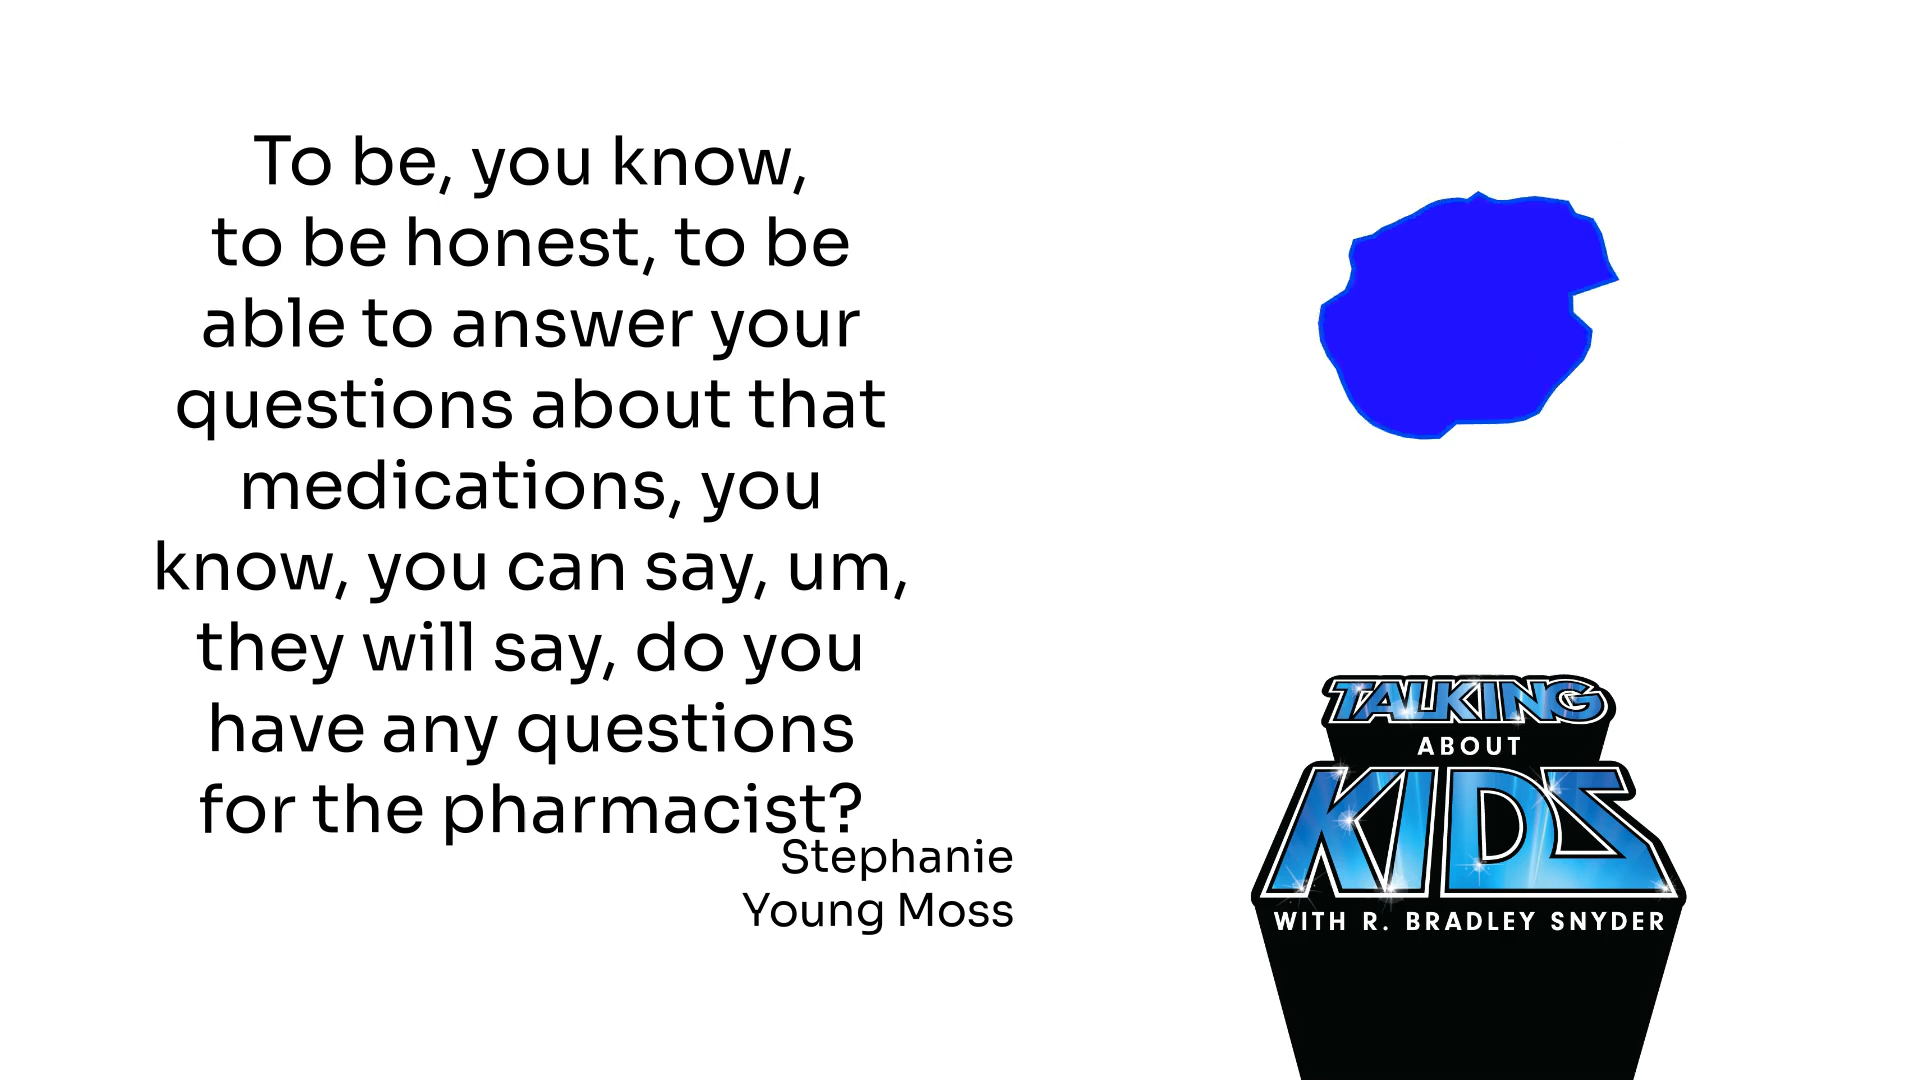 To be, you know,
to be honest, to be
able to answer your
questions about that
medications, you
know, you can say, um,
they will say, do you
have any questions
for the pharmacist?
Stephanie
Young Moss
TALKING
ABOUT
KIDS
WITH R. BRADLEY SNYDER